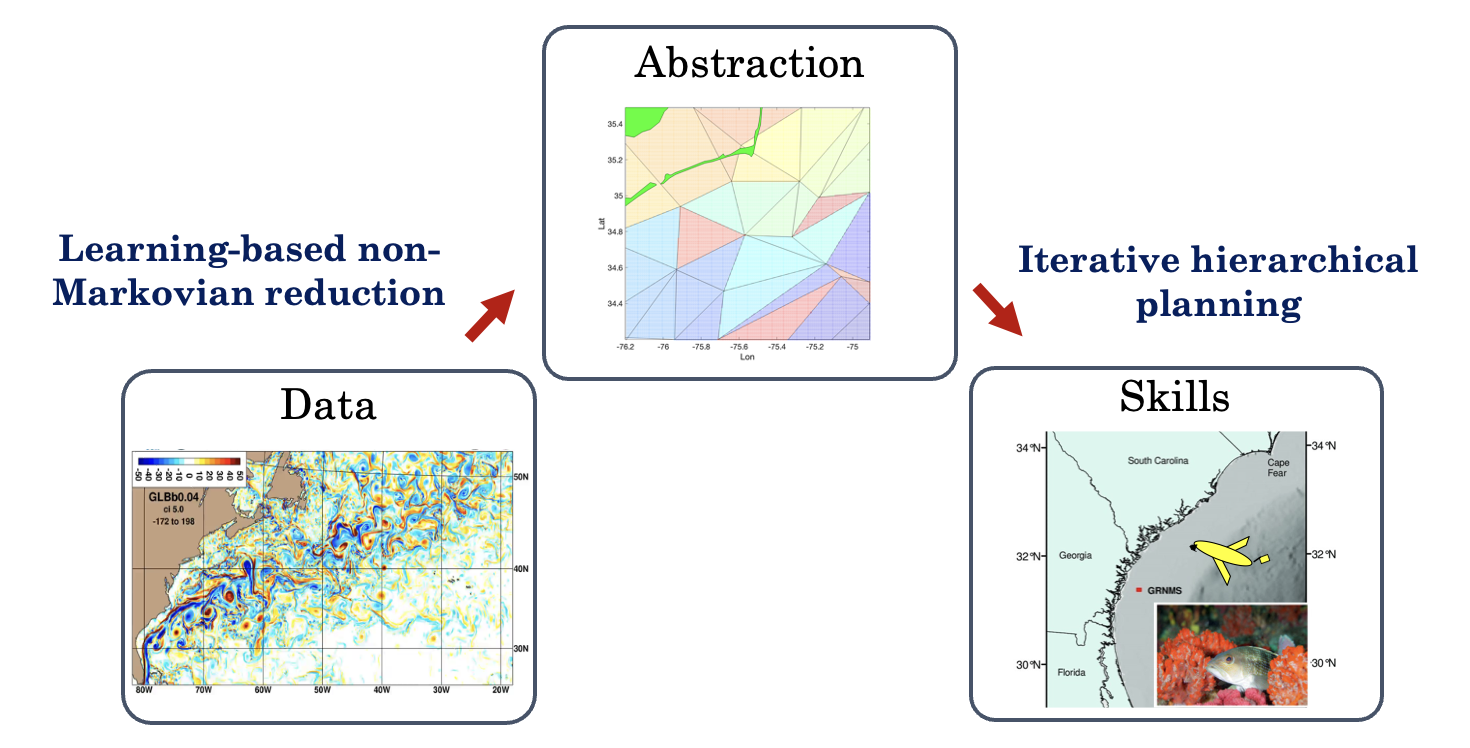 Abstraction
35.4
35.2
35
34.8
34.6
34.4
Lat
-76.2 -76 -75.8 -75.6 -75.4 -75.2 -75
Lon
Learning-based non-
Markovian reduction
Iterative hierarchical
planning
Data
-50 -40 -30 -20 -10 0 10 20 30 40 50
GLBb0.04
ci 5.0
-172 to 198
50N
40N
30N
80W 70W 60W 50W 40W 30W 20W
Skills
34°N
34°N
South Carolina
Cape
Fear
32°N
32°N
Georgia
GRNMS
30°N
30°N
Florida